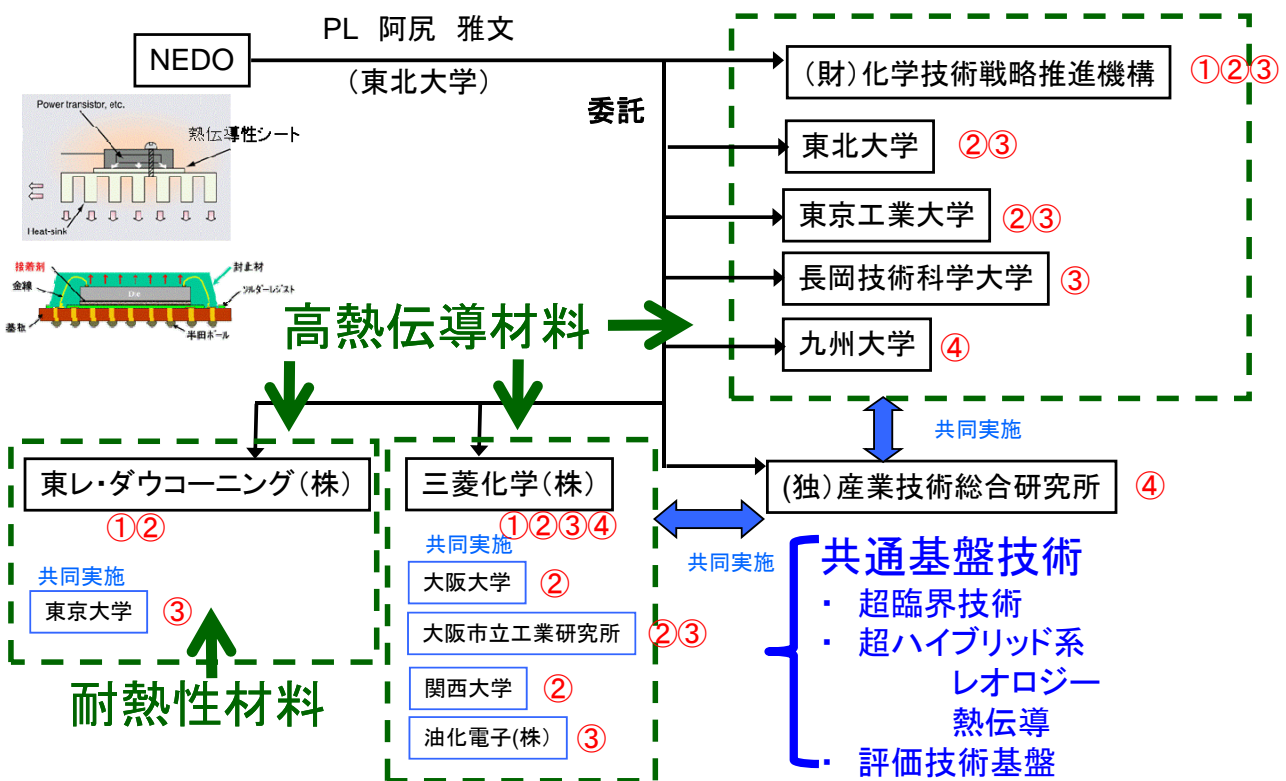 NEDO
PL 阿尻 雅文
(東北大学)
委託
(財)化学技術戦略推進機構 ①②③
東北大学 ②③
東京工業大学 ②③
長岡技術科学大学 ③
九州大学 ④
Power transistor, etc.
熱伝導性シート
Heat-sink
接着剤
金線
基板
Die
封止材
ソルダーレジスト
半田ボール
高熱伝導材料
東レ・ダウコーニング(株)
①②
共同実施
東京大学 ③
耐熱性材料
三菱化学(株)
①②③④
共同実施
大阪大学 ②
大阪市立工業研究所 ②③
関西大学 ②
油化電子(株) ③
共同実施
(独)産業技術総合研究所 ④
共同実施
共通基盤技術
・ 超臨界技術
・ 超ハイブリッド系
レオロジー
熱伝導
・ 評価技術基盤